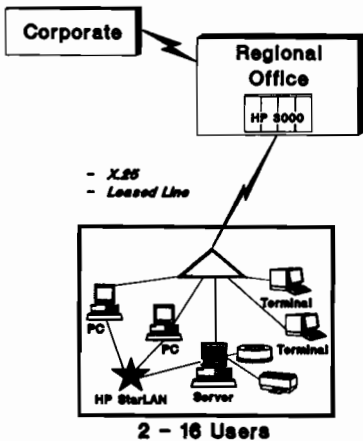 Corporate
Regional
Office
HP 3000
- X.25
- Leased Line
PC
PC
Terminal
Terminal
HP StarLAN
Server
2 - 16 Users